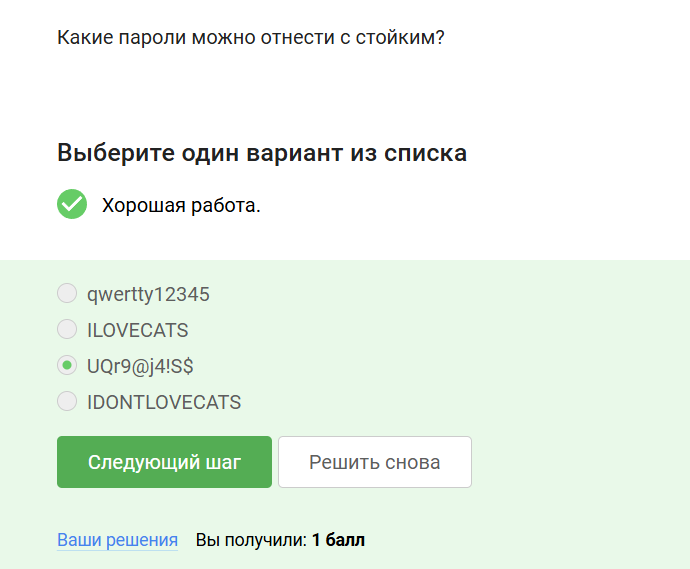 Какие пароли можно отнести с стойким?
Выберите один вариант из списка
Хорошая работа.
qwertty12345
ILOVECATS
UQr9@j4!S$
IDONTLOVECATS
Следующий шаг Решить снова
Ваши решения Вы получили: 1 балл